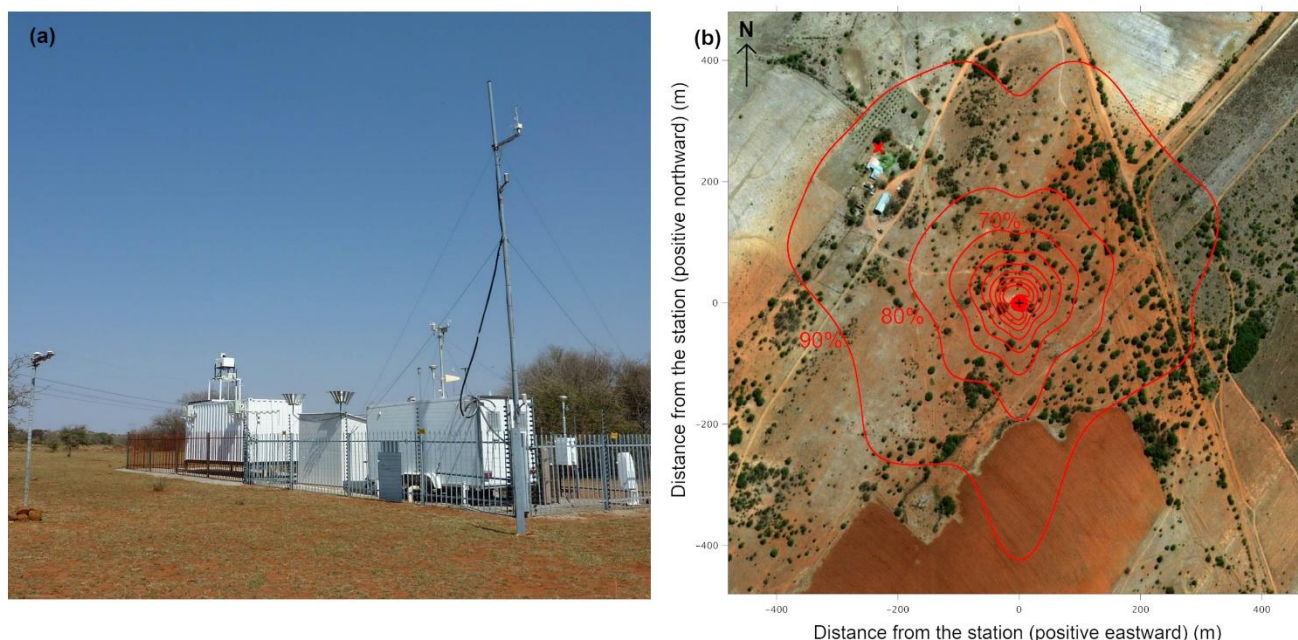 (a)
(b)
N
400
200
0
-200
-400
70%
80%
90%
-400
-200
0
200
400
Distance from the station (positive northward) (m)
Distance from the station (positive eastward) (m)